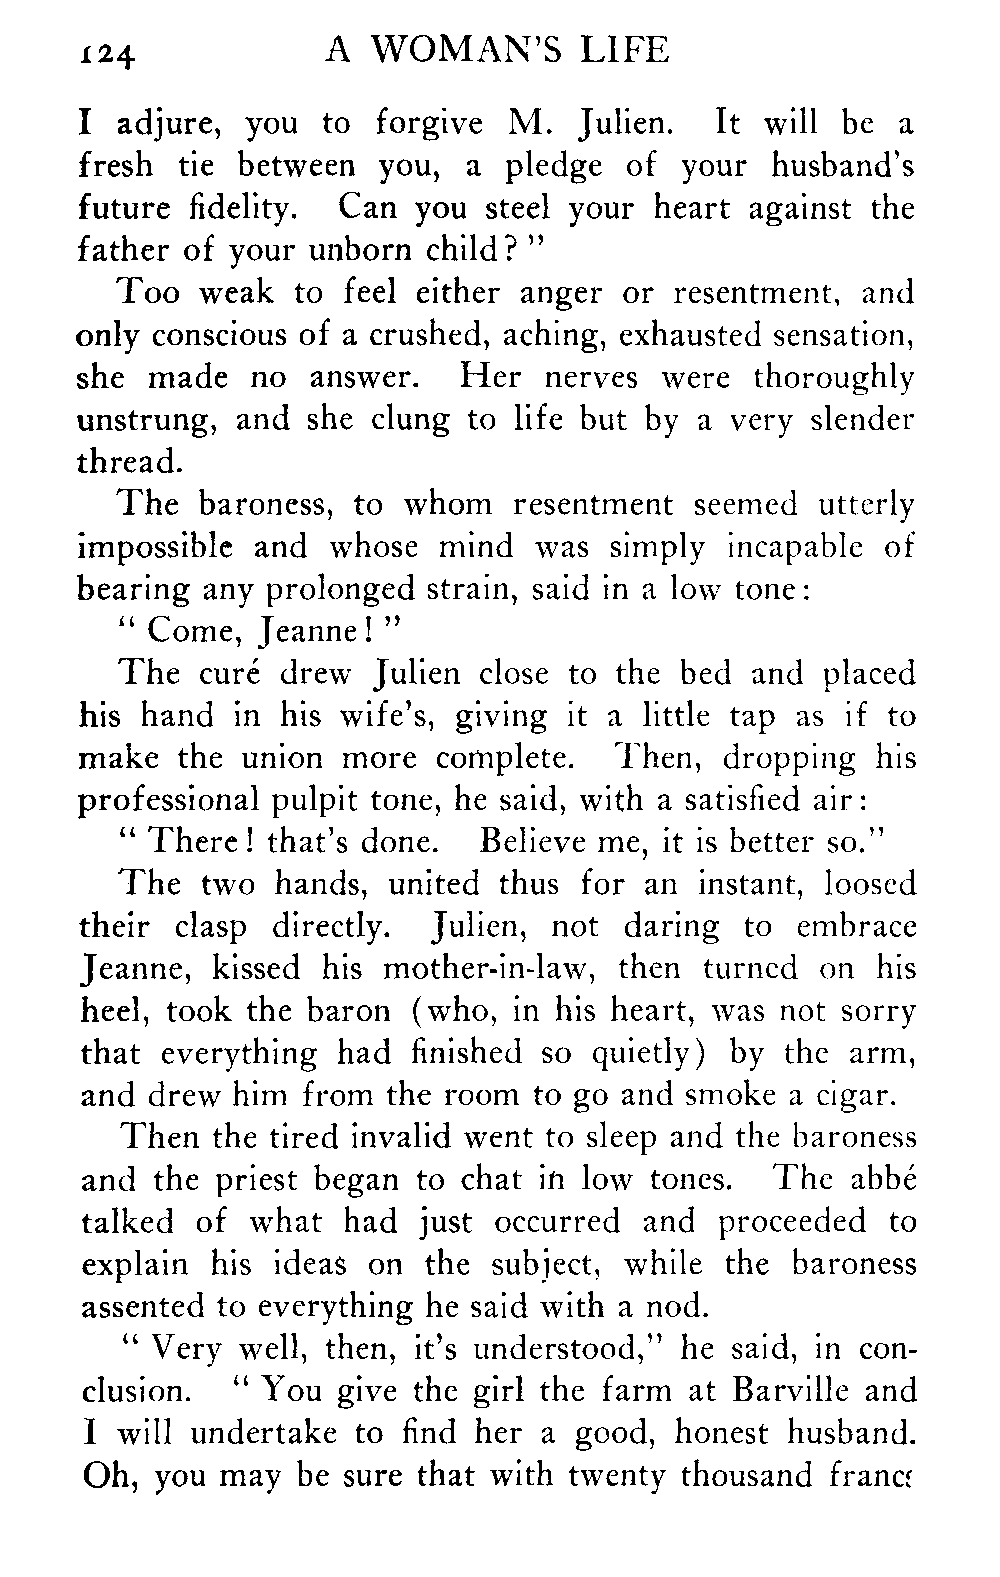 124 A WOMAN'S LIFE
I adjure, you to forgive M. Julien. It will be a
fresh tie between you, a pledge of your husband's
future fidelity. Can you steel your heart against the
father of your unborn child?"
Too weak to feel either anger or resentment, and
only conscious of a crushed, aching, exhausted sensation,
she made no answer. Her nerves were thoroughly
unstrung, and she clung to life but by a very slender
thread.
The baroness, to whom resentment seemed utterly
impossible and whose mind was simply incapable of
bearing any prolonged strain, said in a low tone:
"Come, Jeanne!"
The curé drew Julien close to the bed and placed
his hand in his wife's, giving it a little tap as if to
make the union more complete. Then, dropping his
professional pulpit tone, he said, with a satisfied air:
"There! that's done. Believe me, it is better so."
The two hands, united thus for an instant, loosed
their clasp directly. Julien, not daring to embrace
Jeanne, kissed his mother-in-law, then turned on his
heel, took the baron (who, in his heart, was not sorry
that everything had finished so quietly) by the arm,
and drew him from the room to go and smoke a cigar.
Then the tired invalid went to sleep and the baroness
and the priest began to chat in low tones. The abbé
talked of what had just occurred and proceeded to
explain his ideas on the subject, while the baroness
assented to everything he said with a nod.
"Very well, then, it's understood," he said, in con-
clusion. "You give the girl the farm at Barville and
I will undertake to find her a good, honest husband.
Oh, you may be sure that with twenty thousand francs